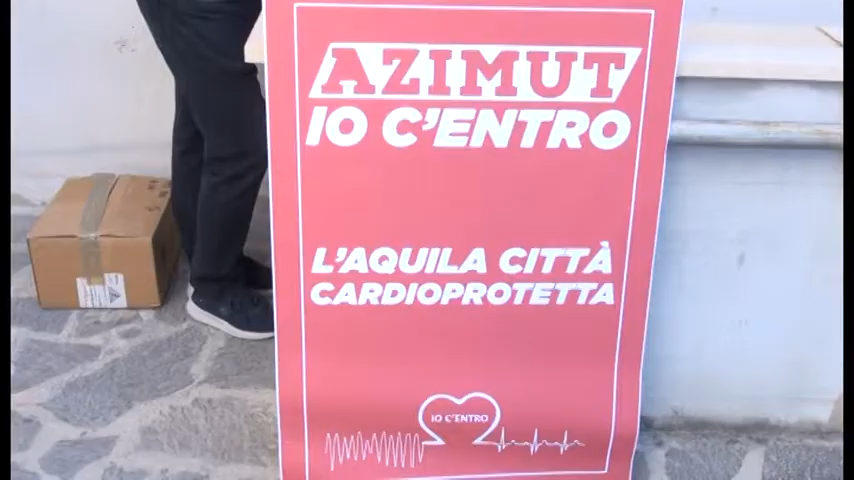 AZIMUT
IO C'ENTRO
L'AQUILA CITTÀ
CARDIOPROTETTA
IO C'ENTRO